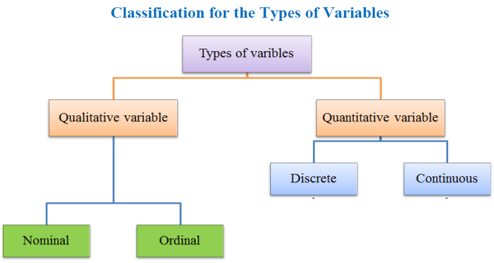 Classification for the Types of Variables
Types of varibles
Qualitative variable
Quantitative variable
Discrete
Continuous
Nominal
Ordinal